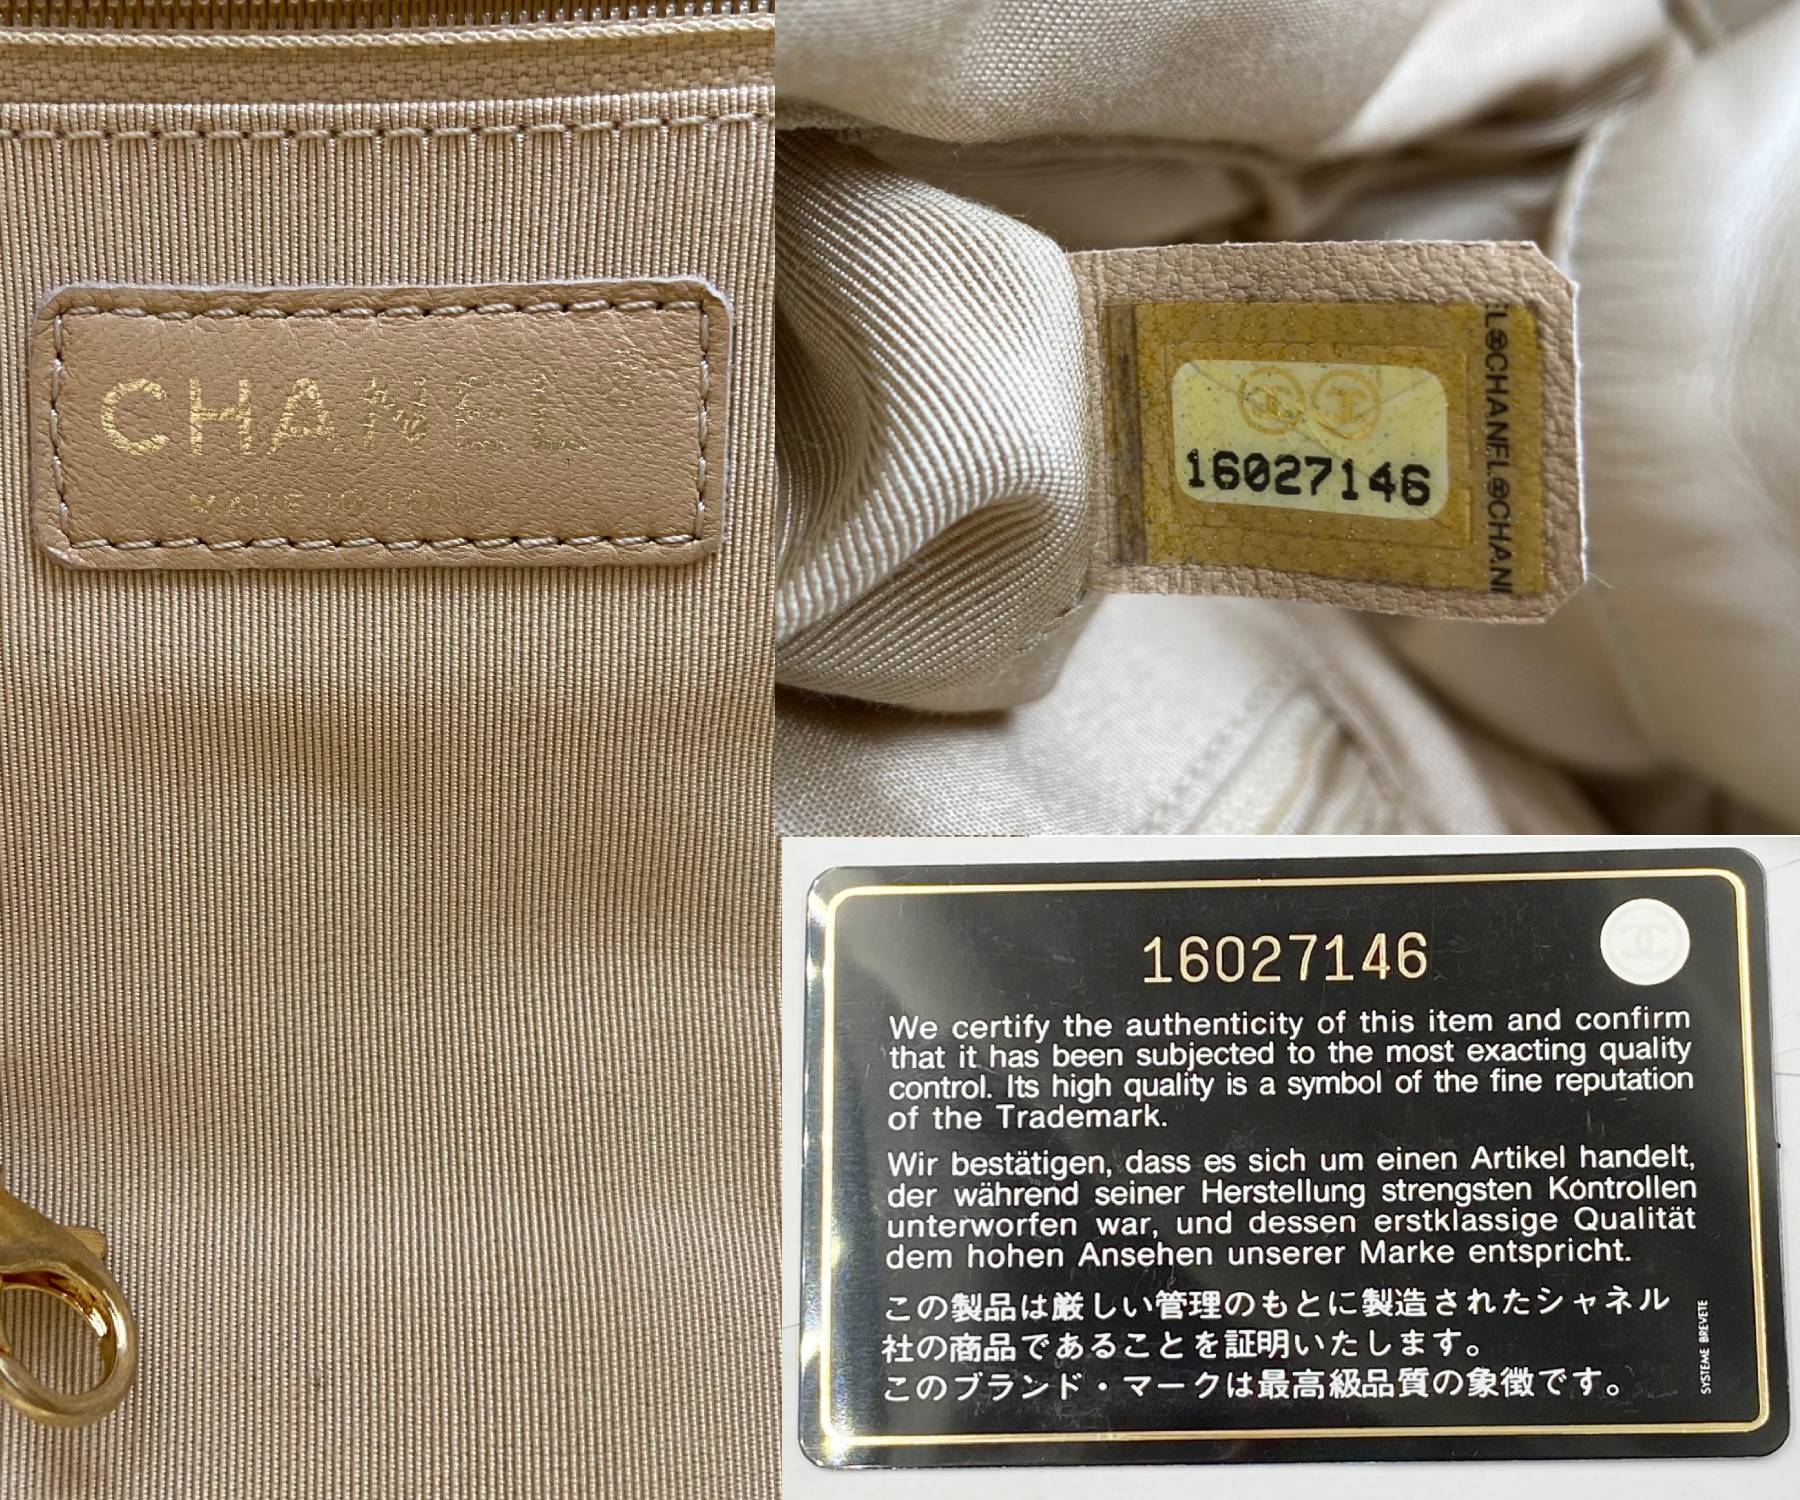 CHANEL
MADE IN
16027146
EL CHANEL CHANE
16027146
We certify the authenticity of this item and confirm
that it has been subjected to the most exacting quality
control. Its high quality is a symbol of the fine reputation
of the Trademark.
Wir bestätigen, dass es sich um einen Artikel handelt,
der während seiner Herstellung strengsten Kontrollen
unterworfen war, und dessen erstklassige Qualität
dem hohen Ansehen unserer Marke entspricht.
この製品は厳しい管理のもとに製造されたシャネル
社の商品であることを証明いたします。
このブランド・マークは最高級品質の象徴です。
SYSTEME BREVETE